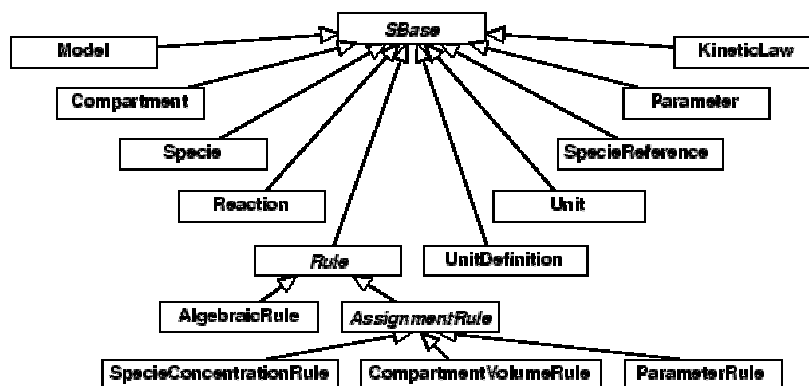 SBase
Model
KineticLaw
Compartment
Parameter
Specie
SpecieReference
Reaction
Unit
Rule
UnitDefinition
AlgebraicRule
AssignmentRule
SpecieConcentrationRule
CompartmentVolumeRule
ParameterRule